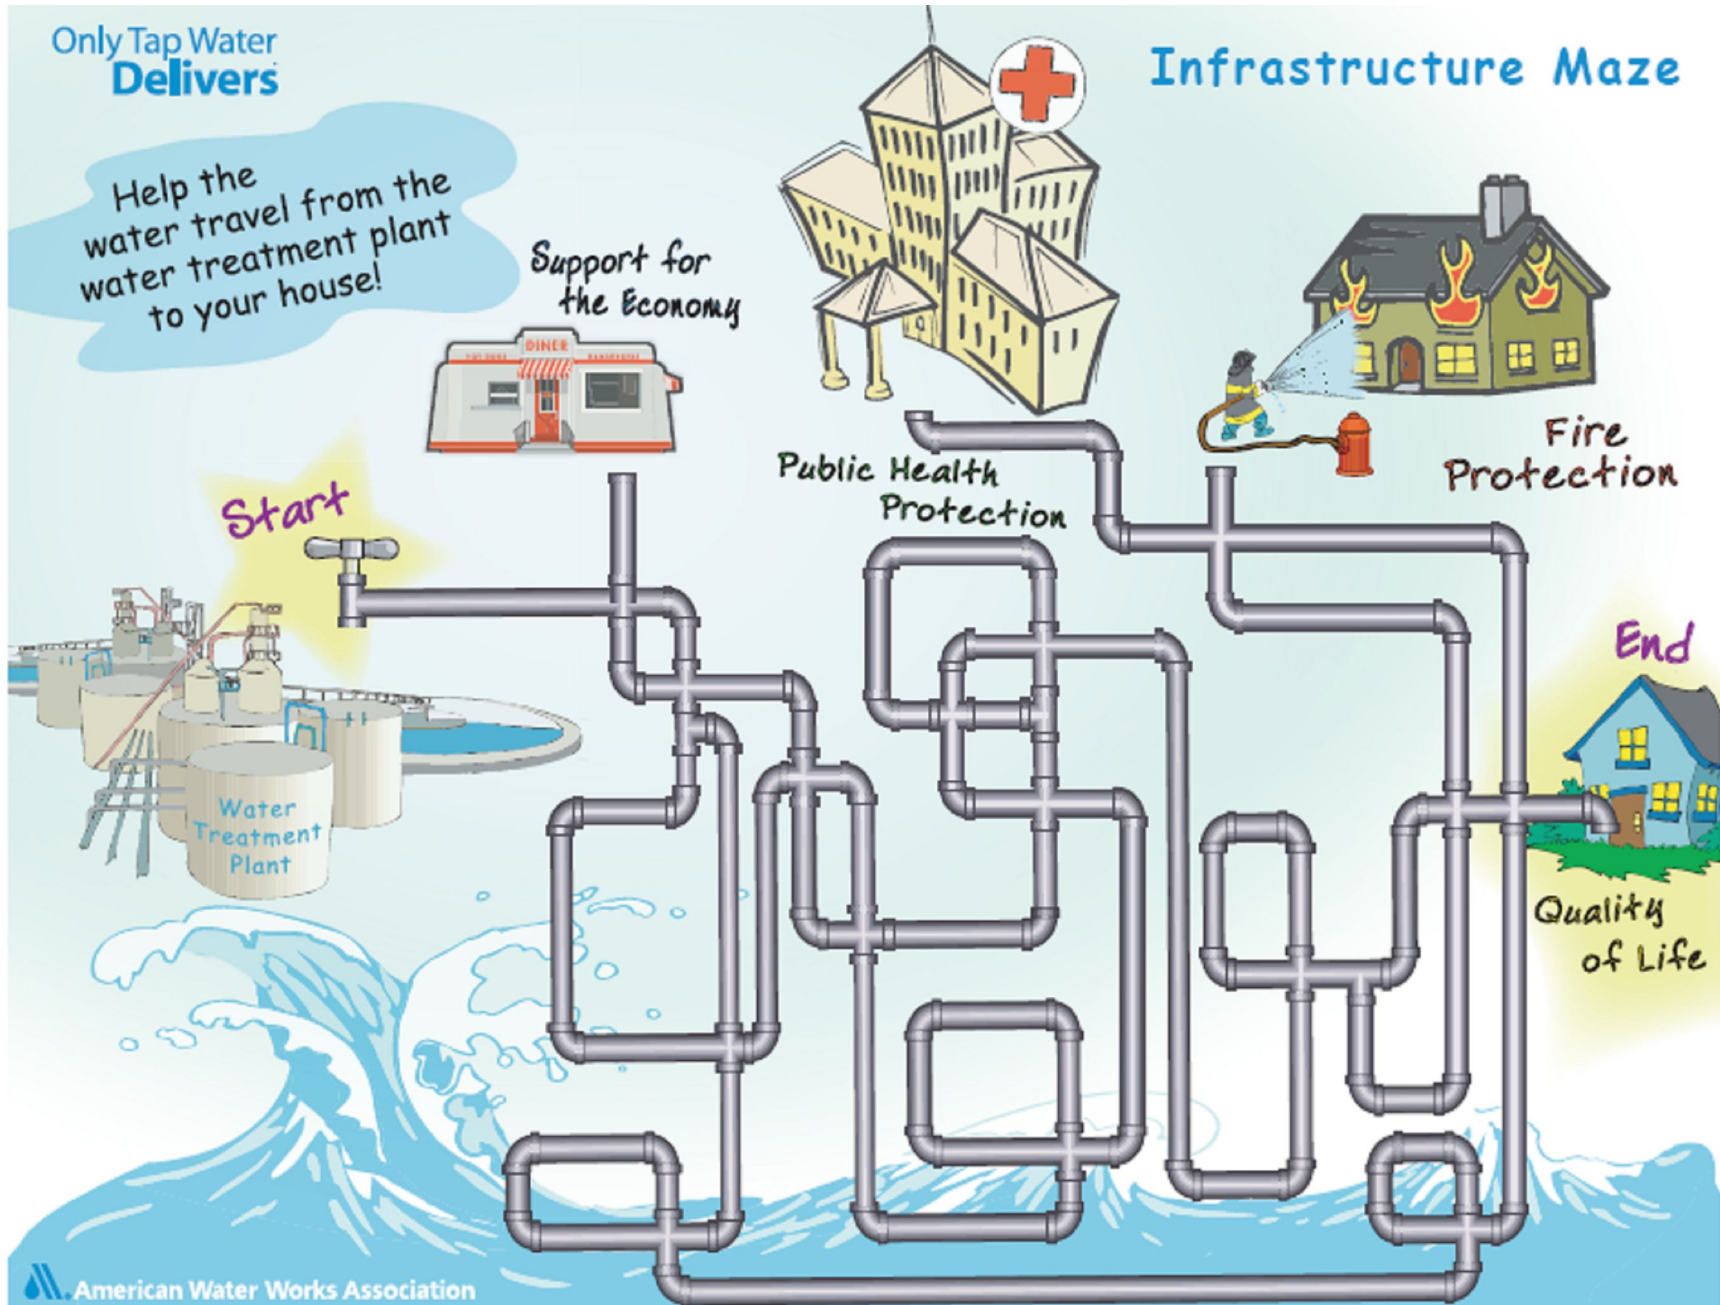 Only Tap Water
Delivers
Infrastructure Maze
Help the
water travel from the
water treatment plant
to your house!
Support for
the Economy
DINER
Public Health
Protection
Fire
Protection
Start
End
Water
Treatment
Plant
Quality
of Life
American Water Works Association